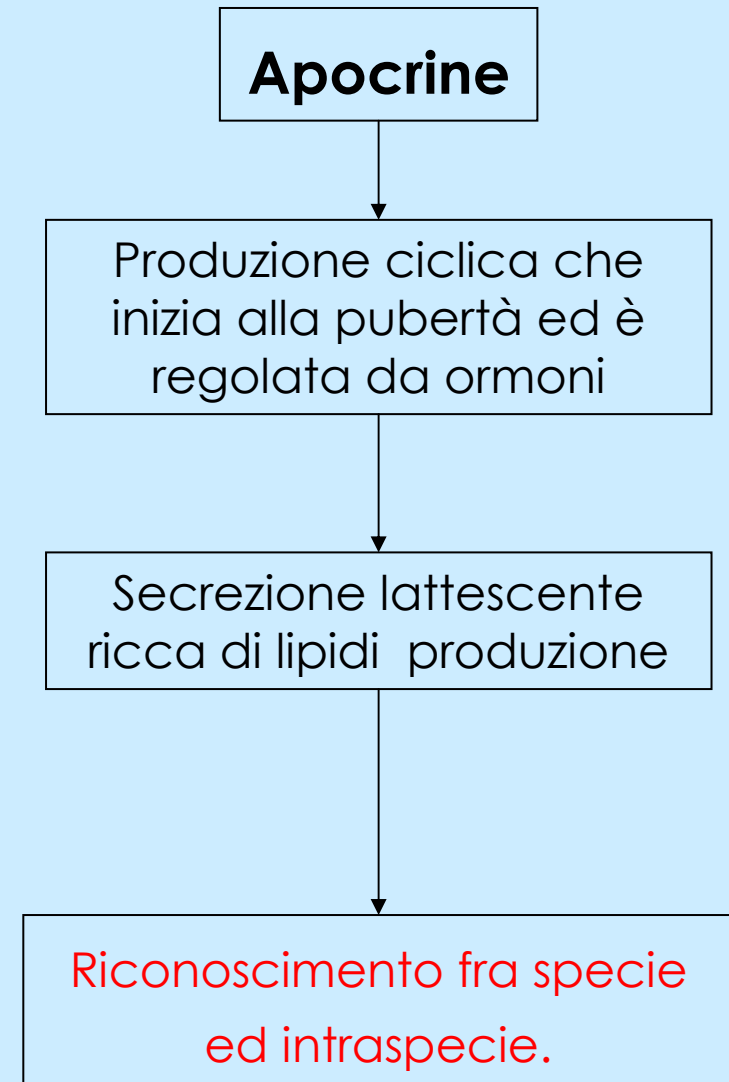 Apocrine
Produzione ciclica che
inizia alla pubertà ed è
regolata da ormoni
Secrezione lattescente
ricca di lipidi  produzione
Riconoscimento fra specie
ed intraspecie.